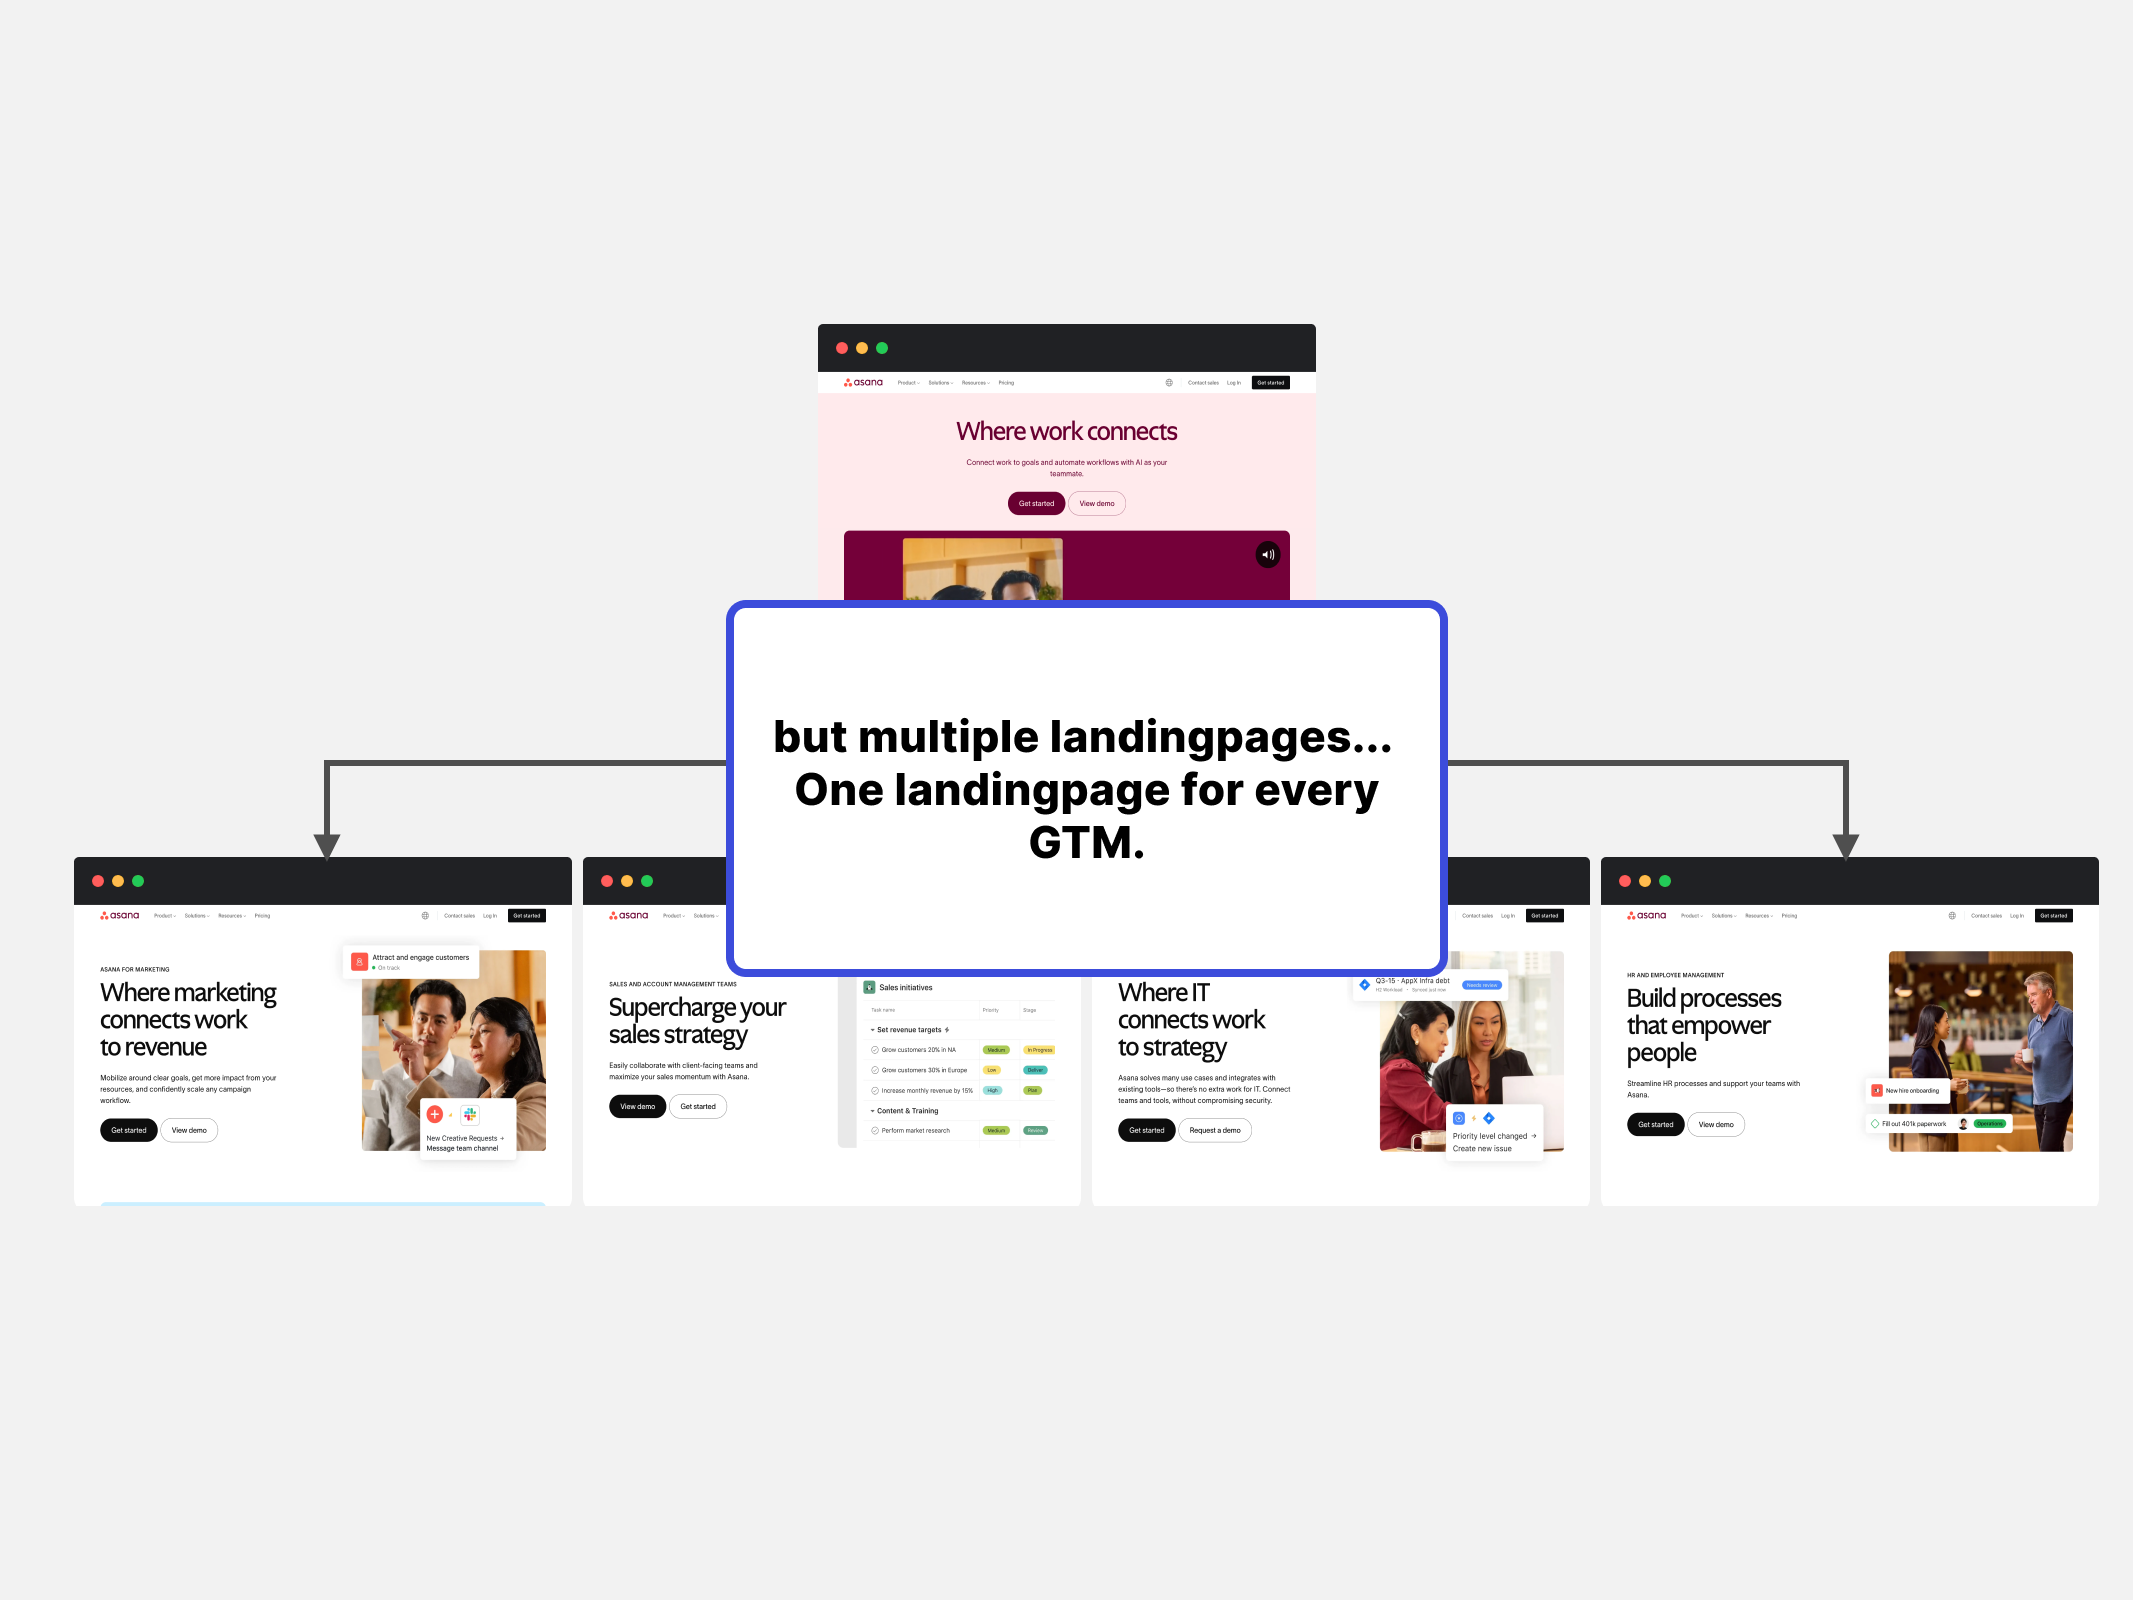 asana Product Solutions Resources Pricing Contact sales Log In Get started
Where work connects
Connect work to goals and automate workflows with AI as your
teammate.
Get started View demo
but multiple landingpages...
One landingpage for every
GTM.
asana Product Solutions Resources Pricing Contact sales Log In Get started
Attract and engage customers
On track
ASANA FOR MARKETING
Where marketing
connects work
to revenue
Mobilize around clear goals, get more impact from your
resources, and confidently scale any campaign
workflow.
Get started View demo
New Creative Requests →
Message team channel
asana Product Solutions
SALES AND ACCOUNT MANAGEMENT TEAMS
Supercharge your
sales strategy
Easily collaborate with client-facing teams and
maximize your sales momentum with Asana.
View demo Get started
Sales initiatives
Task name Priority Stage
Set revenue targets
Grow customers 20% in NA Medium In Progress
Grow customers 30% in Europe Low Deliver
Increase monthly revenue by 15% High Plan
Content & Training
Perform market research Medium Review
Contact sales Log In Get started
Where IT
connects work
to strategy
Asana solves many use cases and integrates with
existing tools—so there's no extra work for IT. Connect
teams and tools, without compromising security.
Get started Request a demo
Q3-15 - AppX Infra debt Needs review
H2 Workload • Synced just now
Priority level changed →
Create new issue
asana Product Solutions Resources Pricing Contact sales Log In Get started
HR AND EMPLOYEE MANAGEMENT
Build processes
that empower
people
Streamline HR processes and support your teams with
Asana.
Get started View demo
New hire onboarding
Fill out 401k paperwork Operations